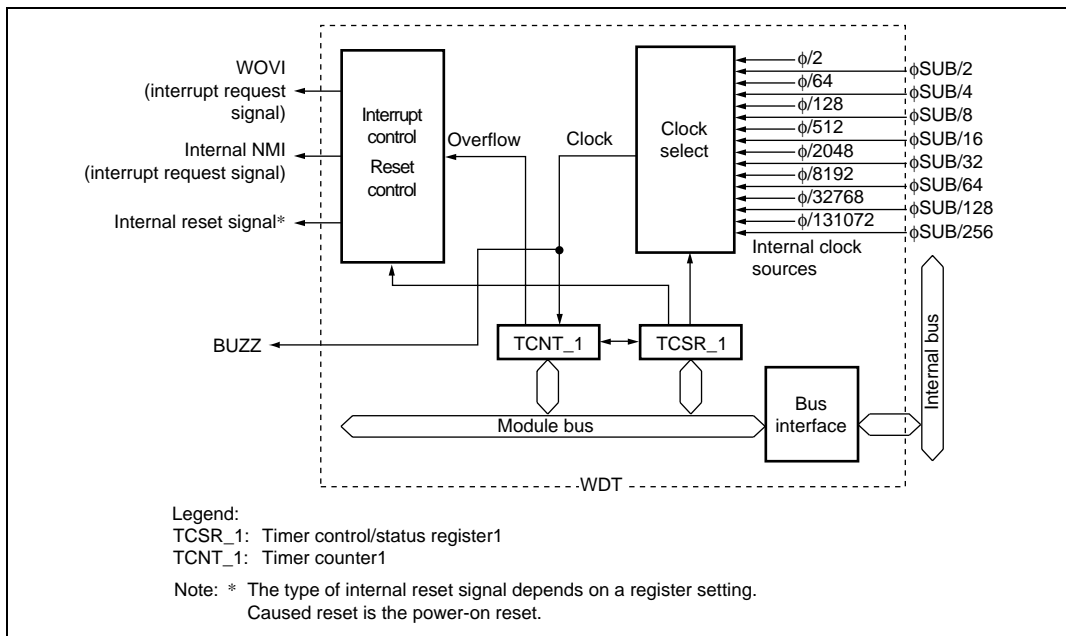 WOVI
(interrupt request
signal)
Internal NMI
(interrupt request signal)
Internal reset signal*
BUZZ
Interrupt
control
Reset
control
Overflow
Clock
Clock
select
ϕ/2
ϕSUB/2
ϕ/64
ϕSUB/4
ϕ/128
ϕSUB/8
ϕ/512
ϕSUB/16
ϕ/2048
ϕSUB/32
ϕ/8192
ϕSUB/64
ϕ/32768
ϕSUB/128
ϕ/131072
ϕSUB/256
Internal clock
sources
TCNT_1
TCSR_1
Module bus
Bus
interface
Internal bus
WDT
Legend:
TCSR_1: Timer control/status register1
TCNT_1: Timer counter1
Note: * The type of internal reset signal depends on a register setting.
Caused reset is the power-on reset.